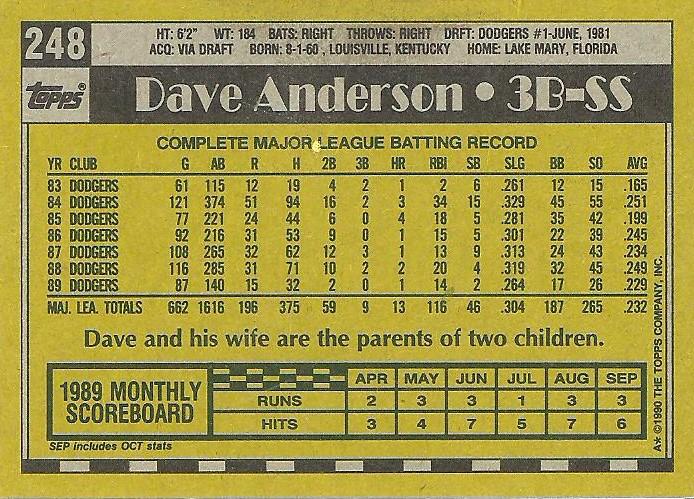 248
HT: 6'2" WT: 184 BATS: RIGHT THROWS: RIGHT DRFT: DODGERS #1-JUNE, 1981
ACQ: VIA DRAFT BORN: 8-1-60, LOUISVILLE, KENTUCKY HOME: LAKE MARY, FLORIDA
Topps®
Dave Anderson • 3B-SS
COMPLETE MAJOR LEAGUE BATTING RECORD
YR CLUB G AB R H 2B 3B HR RBI SB SLG BB SO AVG
83 DODGERS 61 115 12 19 4 2 1 2 6 .261 12 15 .165
84 DODGERS 121 374 51 94 16 2 3 34 15 .329 45 55 .251
85 DODGERS 77 221 24 44 6 0 4 18 5 .281 35 42 .199
86 DODGERS 92 216 31 53 9 0 1 15 5 .301 22 39 .245
87 DODGERS 108 265 32 62 12 3 1 13 9 .313 24 43 .234
88 DODGERS 116 285 31 71 10 2 2 20 4 .319 32 45 .249
89 DODGERS 87 140 15 32 2 0 1 14 2 .264 17 26 .229
MAJ. LEA. TOTALS 662 1616 196 375 59 9 13 116 46 .304 187 265 .232
Dave and his wife are the parents of two children.
1989 MONTHLY
SCOREBOARD
APR MAY JUN JUL AUG SEP
RUNS 2 3 3 1 3 3
HITS 3 4 7 5 7 6
SEP includes OCT stats
A* ©1990 THE TOPPS COMPANY, INC.